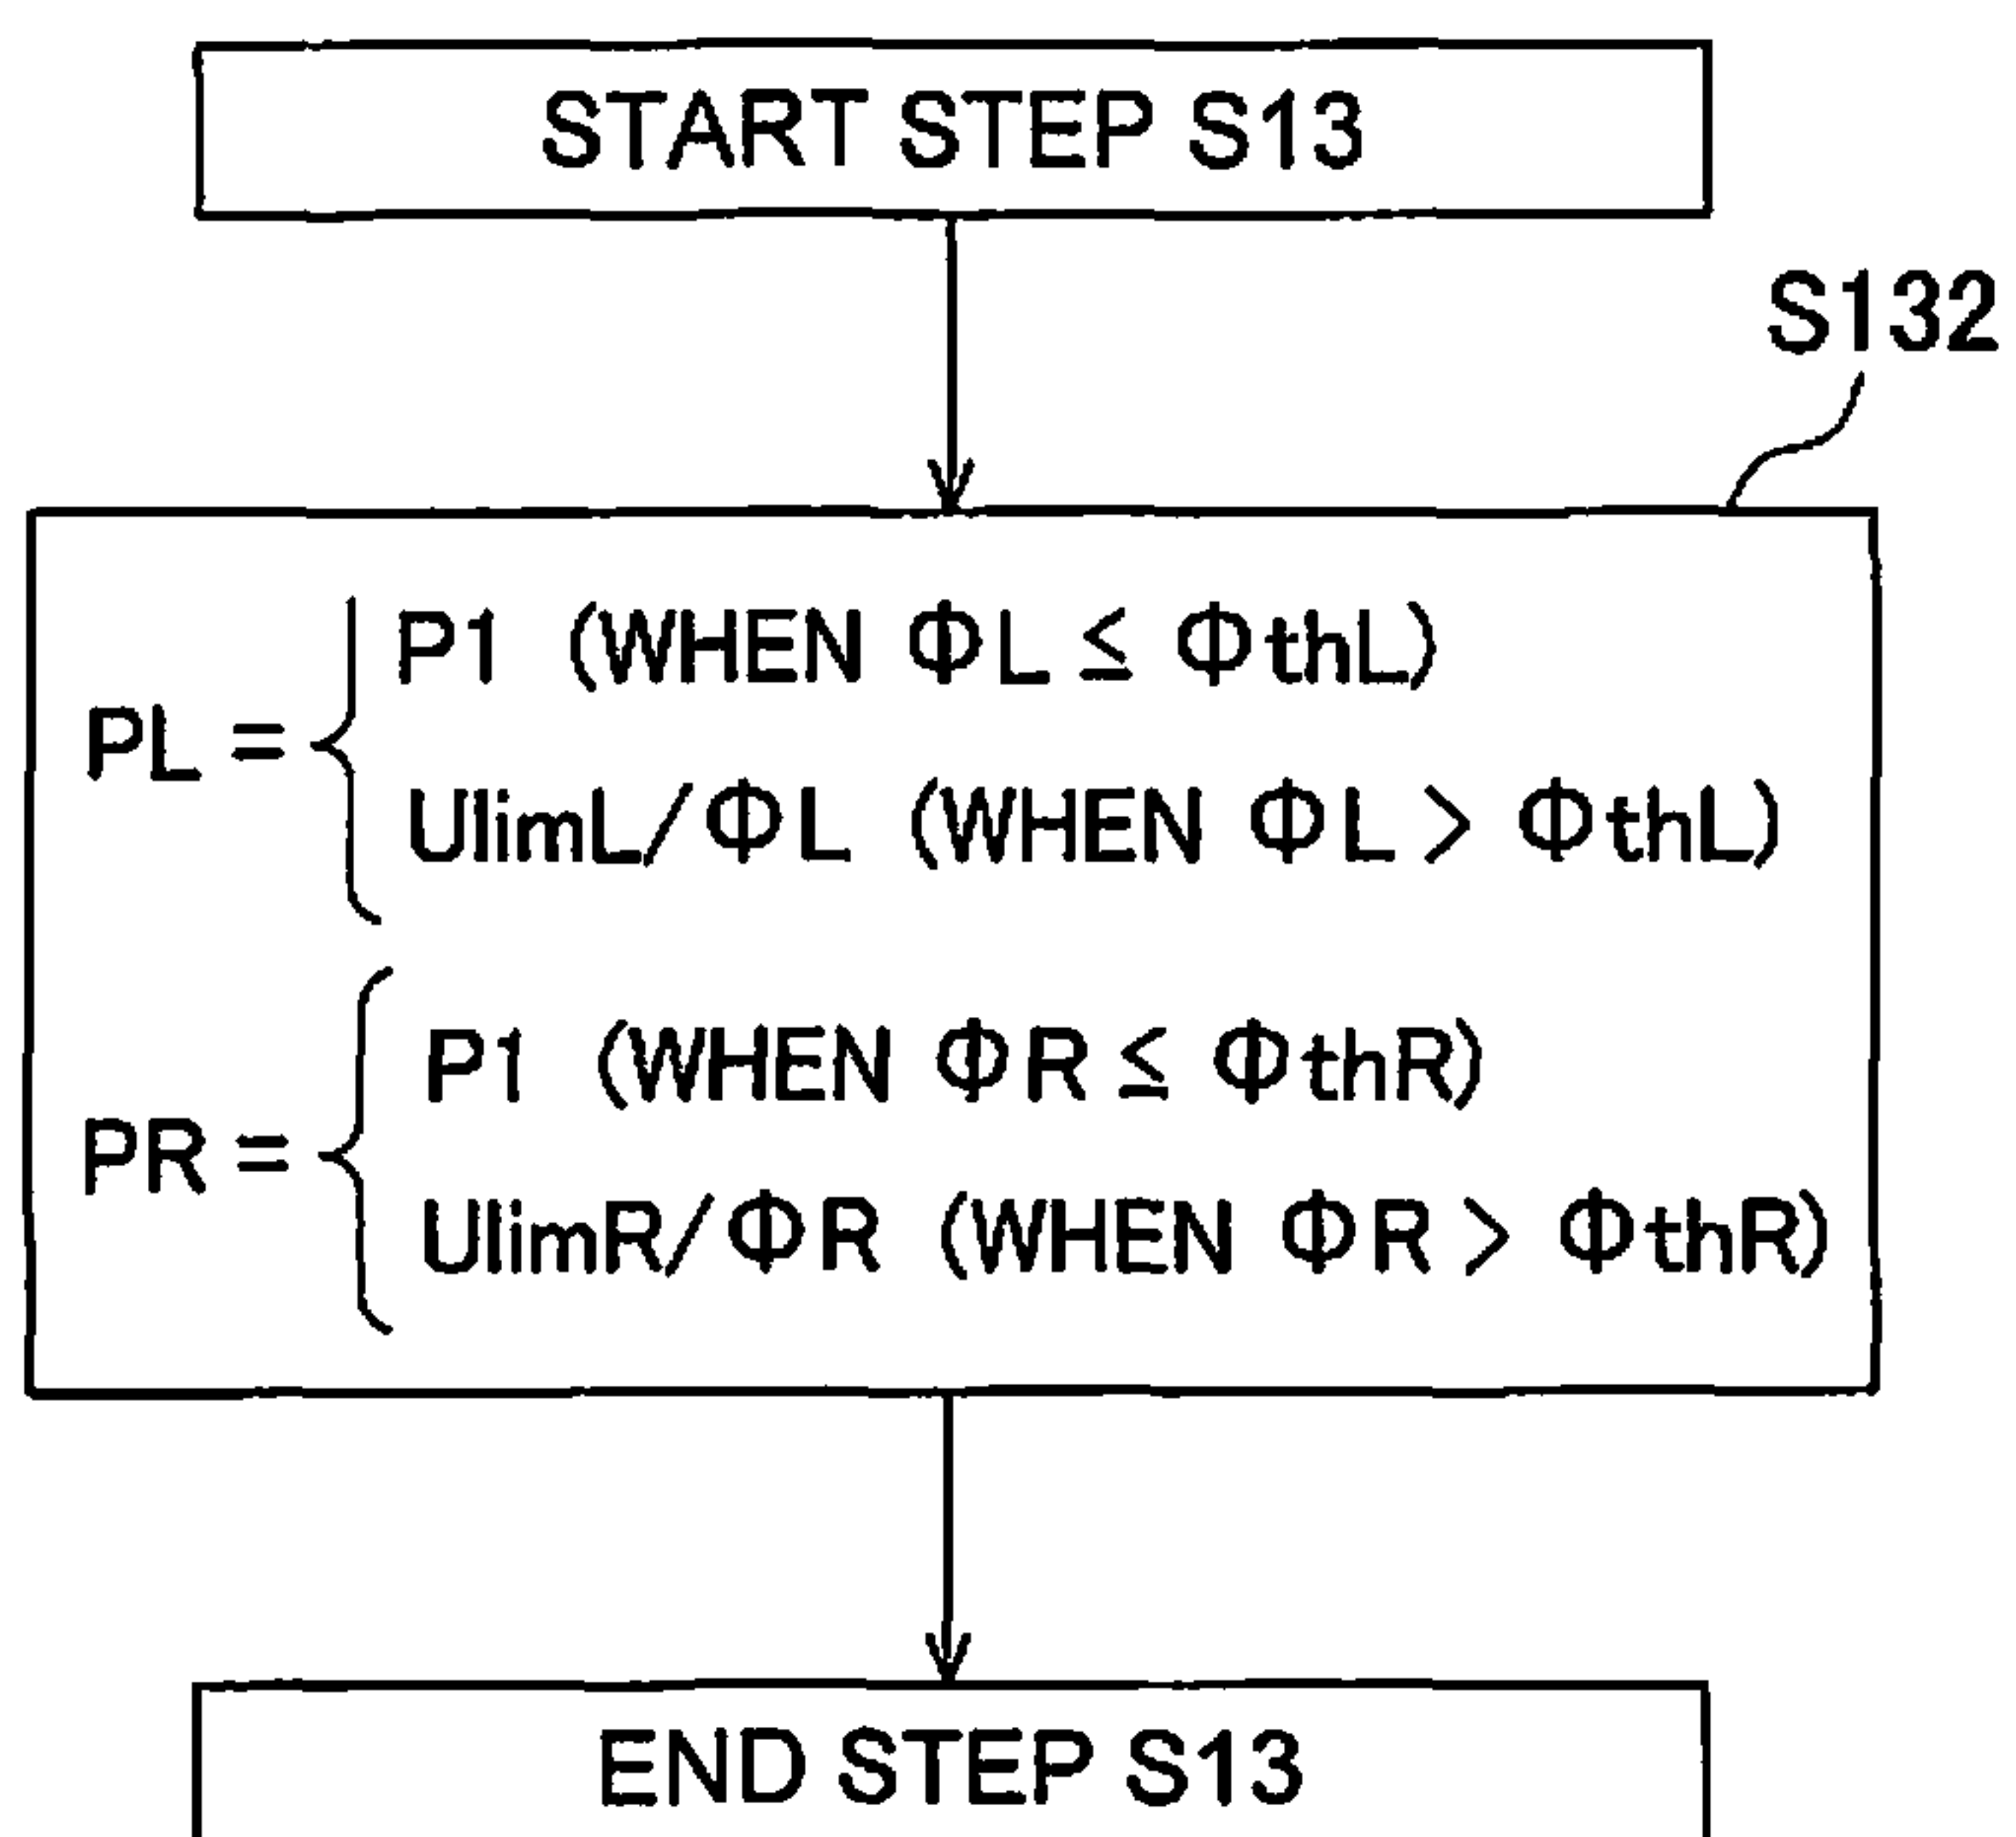 START STEP S13
S132
P1 (WHEN ΦL ≤ ΦthL)
PL =
UlimL/ΦL (WHEN ΦL > ΦthL)
P1 (WHEN ΦR ≤ ΦthR)
PR =
UlimR/ΦR (WHEN ΦR > ΦthR)
END STEP S13